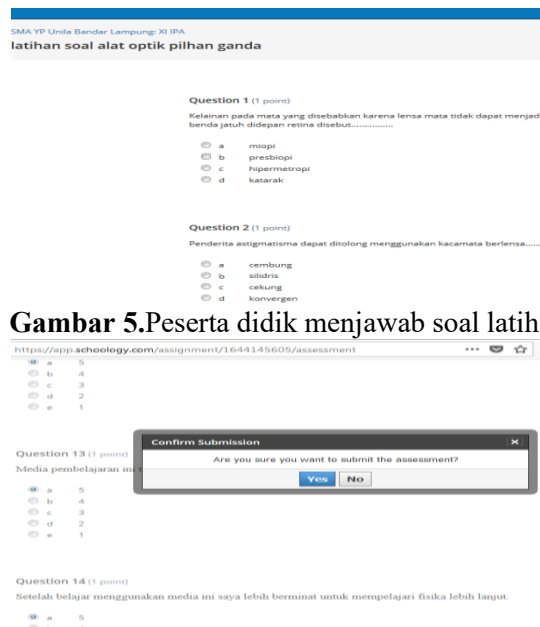 SMA YP Unila Bandar Lampung: XI IPA
latihan soal alat optik pilhan ganda
Question 1 (1 point)
Kelainan pada mata yang disebabkan karena lensa mata tidak dapat menjad
benda jatuh didepan retina disebut...............
a miopi
b presbiopi
c hipermetropi
d katarak
Question 2 (1 point)
Penderita astigmatisma dapat ditolong menggunakan kacamata berlensa......
a cembung
b silidris
c cekung
d konvergen
Gambar 5.Peserta didik menjawab soal latih
https://app.schoology.com/assignment/1644145605/assessment
a 5
b 4
c 3
d 2
e 1
Confirm Submission
Are you sure you want to submit the assessment?
Yes No
Question 13 (1 point)
Media pembelajaran ini
a 5
b 4
c 3
d 2
e 1
Question 14 (1 point)
Setelah belajar menggunakan media ini saya lebih berminat untuk mempelajari fisika lebih lanjut.
a 5